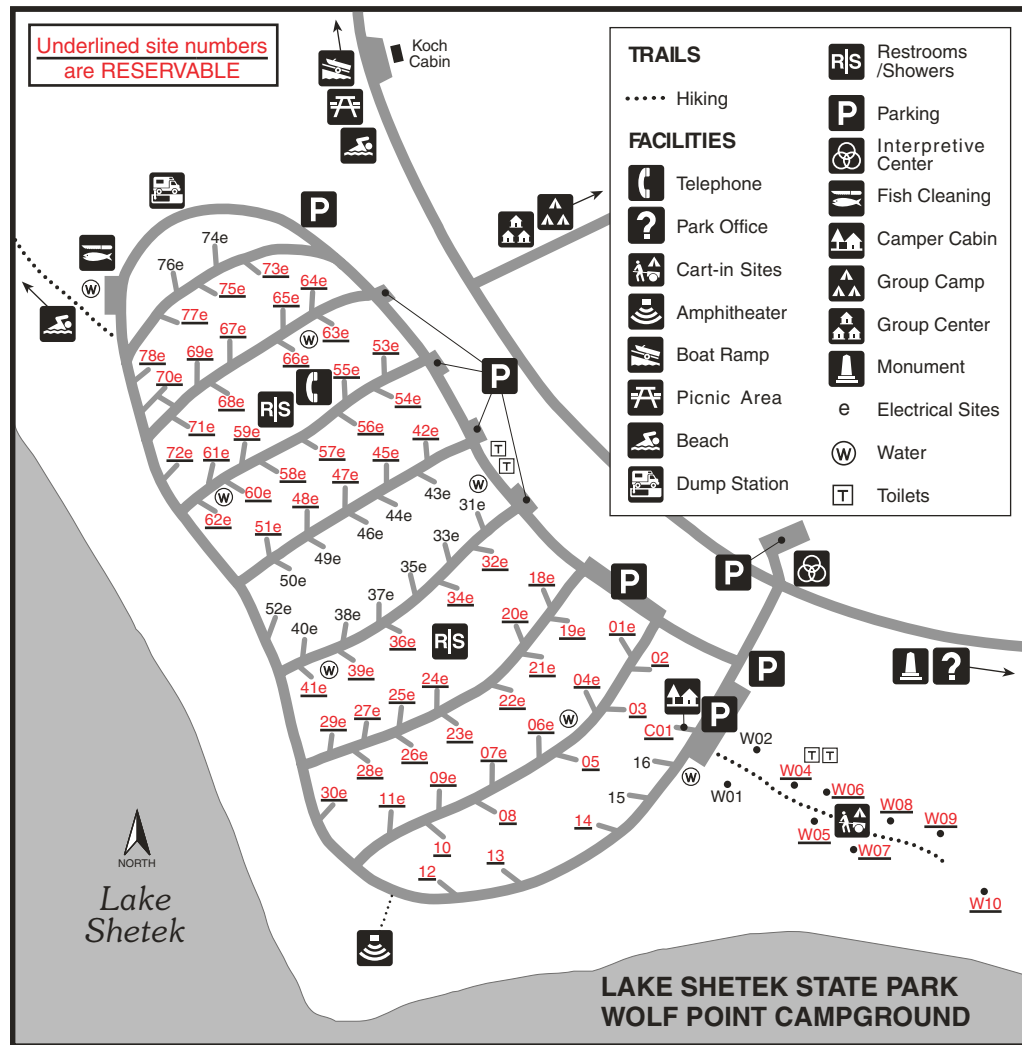 Underlined site numbers
are RESERVABLE
Koch
Cabin
TRAILS
Hiking
FACILITIES
Telephone
? Park Office
Cart-in Sites
Amphitheater
Boat Ramp
Picnic Area
Beach
Dump Station
R|S Restrooms
/Showers
P Parking
Interpretive
Center
Fish Cleaning
Camper Cabin
Group Camp
Group Center
Monument
e Electrical Sites
W Water
T Toilets
P
74e
76e
73e
75e
64e
W
65e
77e
67e
W
63e
78e
69e
66e
53e
70e
55e
P
68e
R|S
54e
71e
59e
56e
42e
72e
61e
57e
45e
T
T
58e
47e
60e
W
48e
43e
W
62e
44e
31e
51e
46e
33e
49e
32e
35e
18e
P
P
50e
37e
34e
52e
38e
20e
01e
40e
36e
R|S
19e
W
39e
21e
02
P
?
41e
24e
04e
25e
22e
03
27e
06e
W
C01
P
29e
23e
W02
26e
07e
05
16
T T
28e
09e
W
W04
30e
11e
15
W01
W06
08
14
W05
W08
W09
10
13
W07
12
W10
NORTH
Lake
Shetek
LAKE SHETEK STATE PARK
WOLF POINT CAMPGROUND